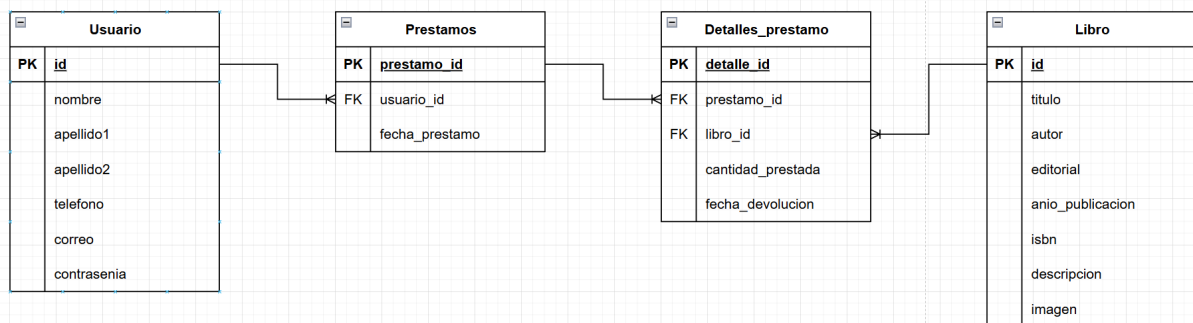 Usuario
PK id
nombre
apellido1
apellido2
telefono
correo
contrasenia
Prestamos
PK prestamo_id
FK usuario_id
fecha_prestamo
Detalles_prestamo
PK detalle_id
FK prestamo_id
FK libro_id
cantidad_prestada
fecha_devolucion
Libro
PK id
titulo
autor
editorial
anio_publicacion
isbn
descripcion
imagen